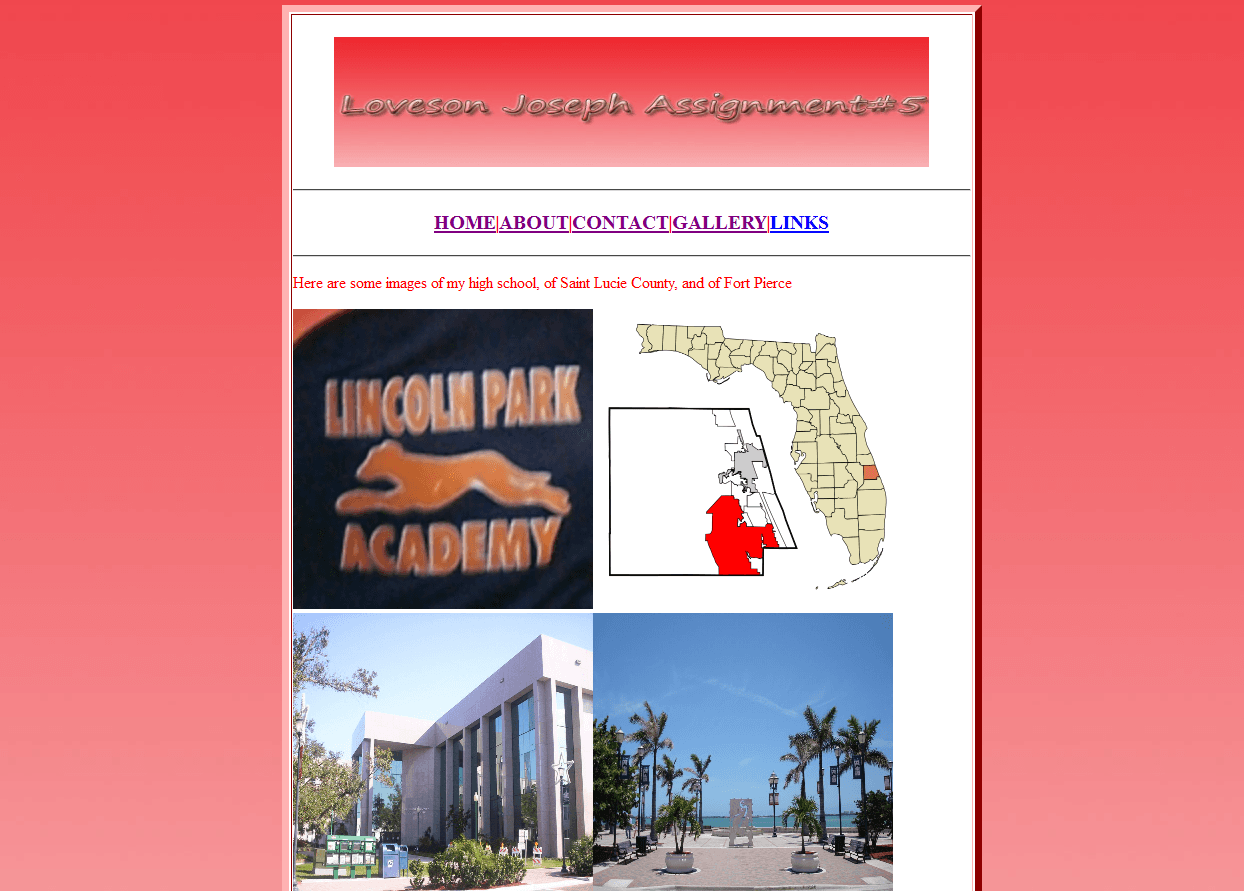 Loveson Joseph Assignment#5
HOME|ABOUT|CONTACT|GALLERY|LINKS
Here are some images of my high school, of Saint Lucie County, and of Fort Pierce
LINCOLN PARK
ACADEMY